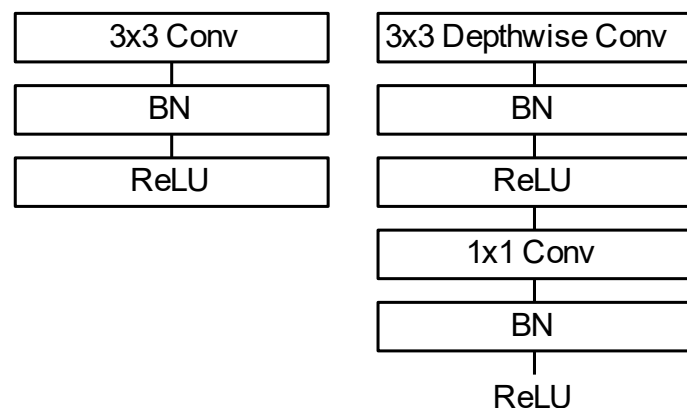 3x3 Conv
BN
ReLU
3x3 Depthwise Conv
BN
ReLU
1x1 Conv
BN
ReLU